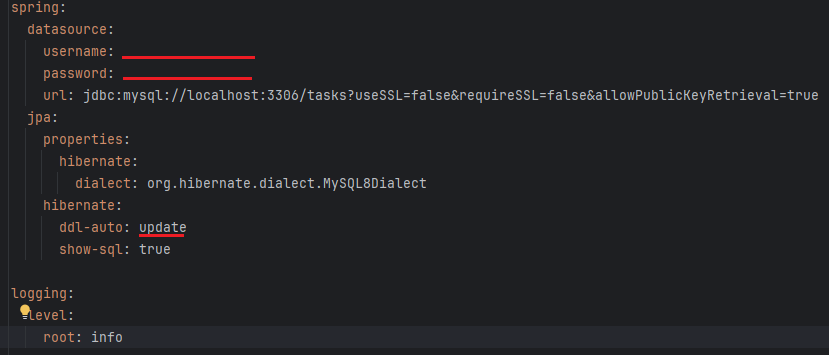 spring:
  datasource:
    username:
    password:
    url: jdbc:mysql://localhost:3306/tasks?useSSL=false&requireSSL=false&allowPublicKeyRetrieval=true
  jpa:
    properties:
      hibernate:
        dialect: org.hibernate.dialect.MySQL8Dialect
    hibernate:
      ddl-auto: update
      show-sql: true

logging:
  level:
    root: info